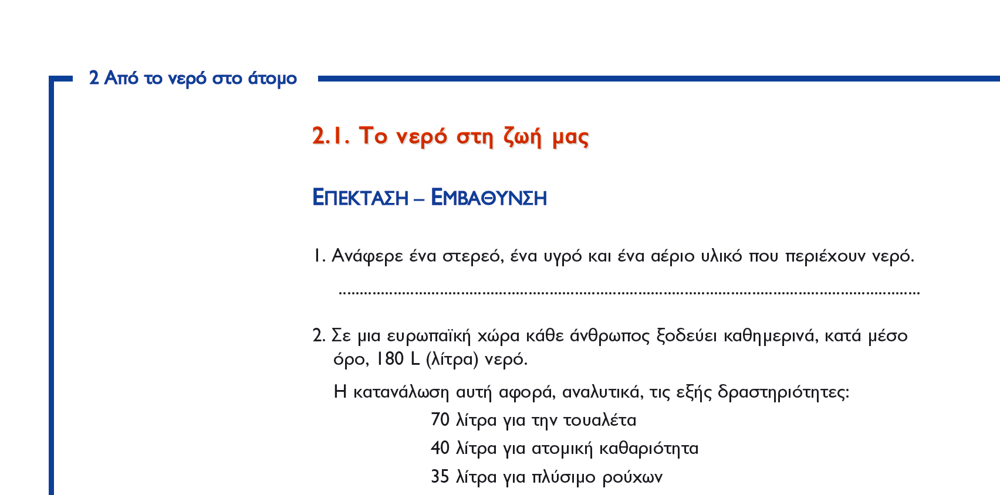 2 Από το νερό στο άτομο
2.1. Το νερό στη ζωή μας
ΕΠΕΚΤΑΣΗ – ΕΜΒΑΘΥΝΣΗ
1. Ανάφερε ένα στερεό, ένα υγρό και ένα αέριο υλικό που περιέχουν νερό.
..........................................................................................................................................
2. Σε μια ευρωπαϊκή χώρα κάθε άνθρωπος ξοδεύει καθημερινά, κατά μέσο
όρο, 180 L (λίτρα) νερό.
Η κατανάλωση αυτή αφορά, αναλυτικά, τις εξής δραστηριότητες:
70 λίτρα για την τουαλέτα
40 λίτρα για ατομική καθαριότητα
35 λίτρα για πλύσιμο ρούχων